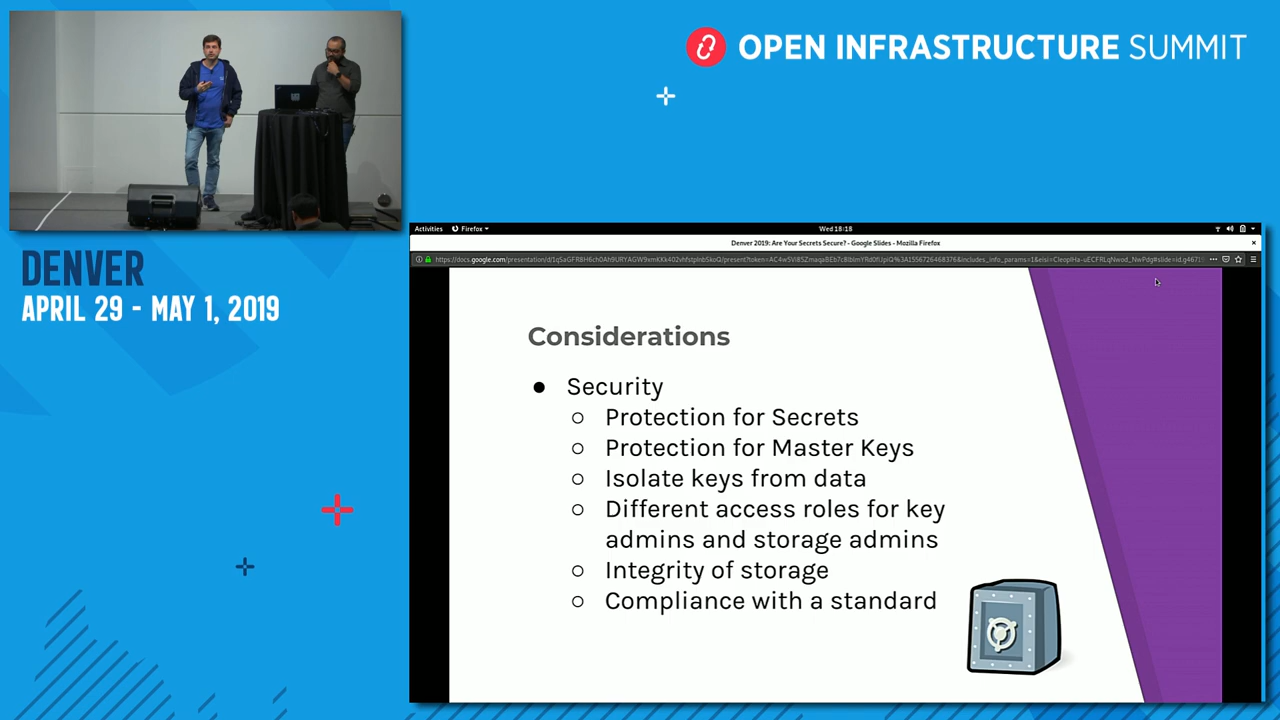 OPEN INFRASTRUCTURE SUMMIT
DENVER
APRIL 29 - MAY 1, 2019
Activities
Firefox
Wed 18:18
Denver 2019: Are Your Secrets Secure? - Google Slides - Mozilla Firefox
Considerations
● Security
○ Protection for Secrets
○ Protection for Master Keys
○ Isolate keys from data
○ Different access roles for key
admins and storage admins
○ Integrity of storage
○ Compliance with a standard